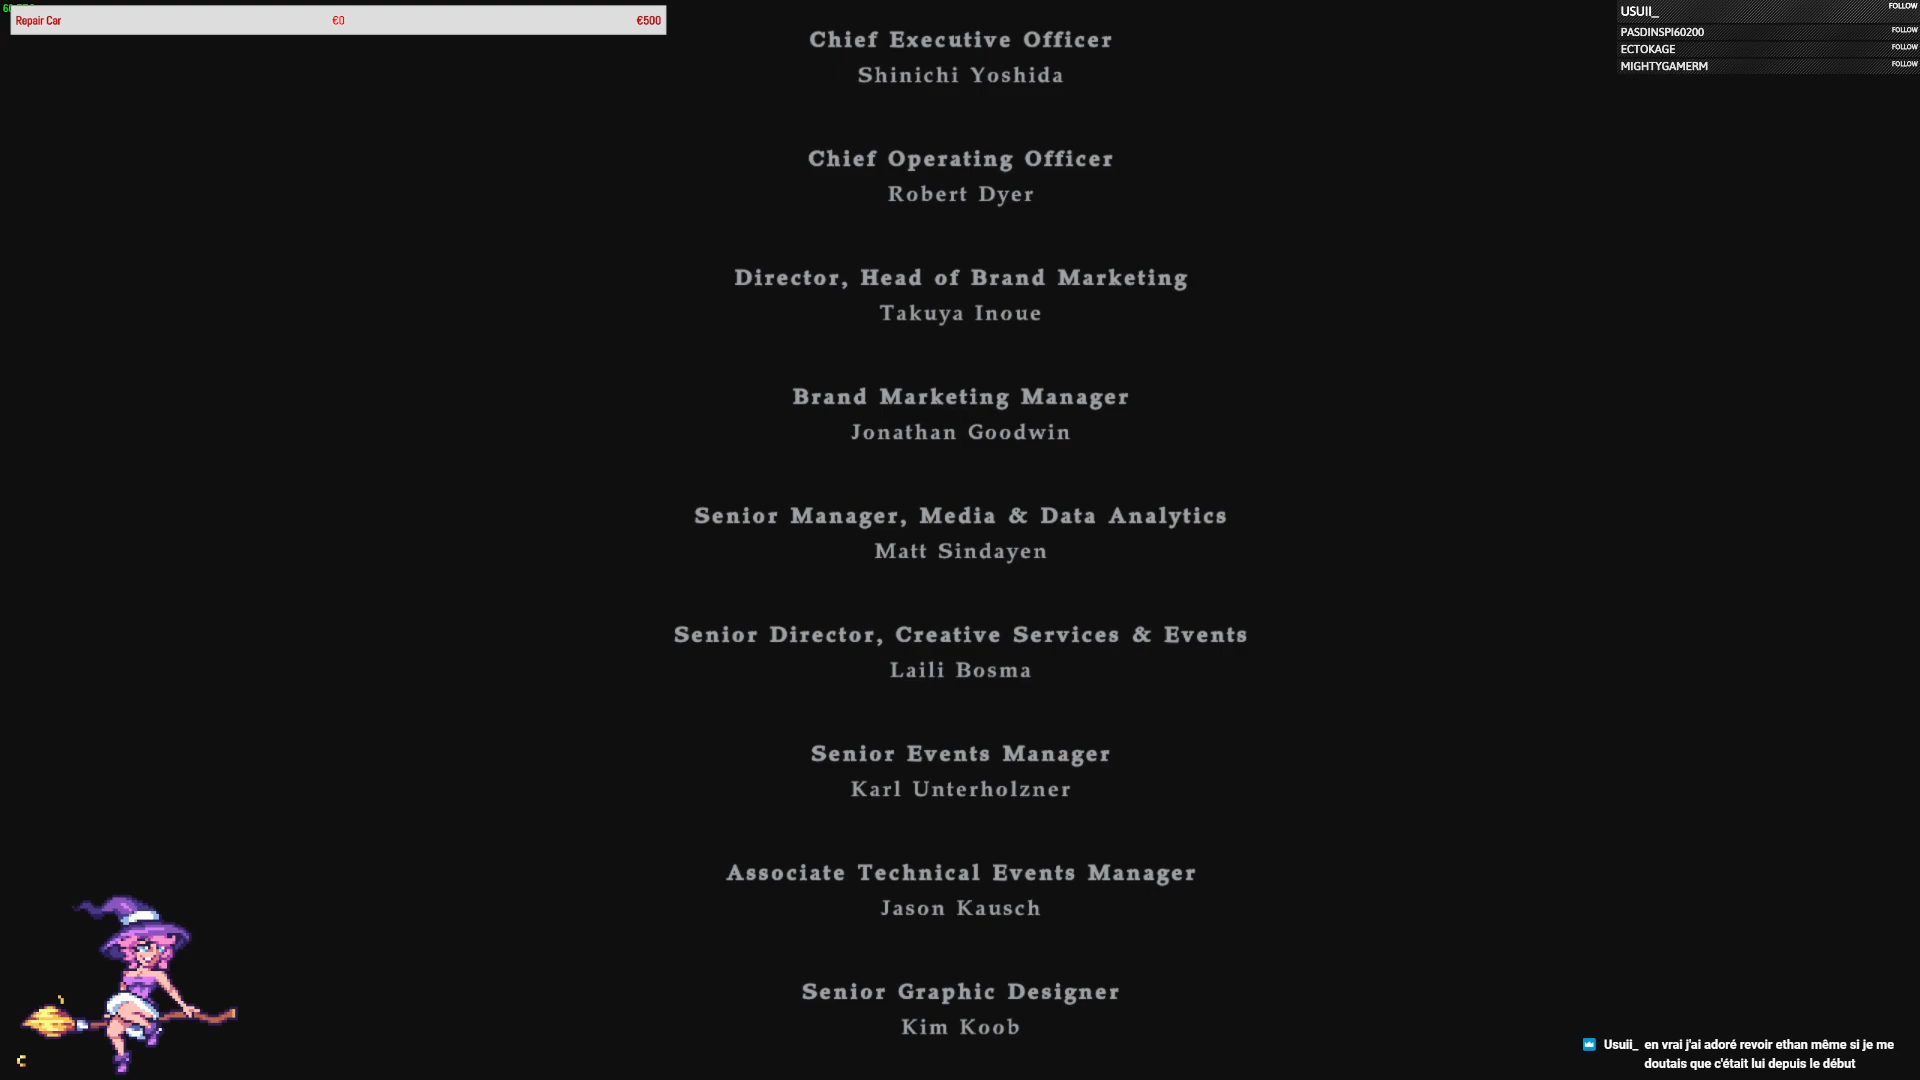 Repair Car €0 €500
USUII_ FOLLOW
PASDINSPI60200 FOLLOW
ECTOKAGE FOLLOW
MIGHTYGAMERM FOLLOW
Chief Executive Officer
Shinichi Yoshida
Chief Operating Officer
Robert Dyer
Director, Head of Brand Marketing
Takuya Inoue
Brand Marketing Manager
Jonathan Goodwin
Senior Manager, Media & Data Analytics
Matt Sindayen
Senior Director, Creative Services & Events
Laili Bosma
Senior Events Manager
Karl Unterholzner
Associate Technical Events Manager
Jason Kausch
Senior Graphic Designer
Kim Koob
Usuii_ en vrai j'ai adoré revoir ethan même si je me
doutais que c'était lui depuis le début